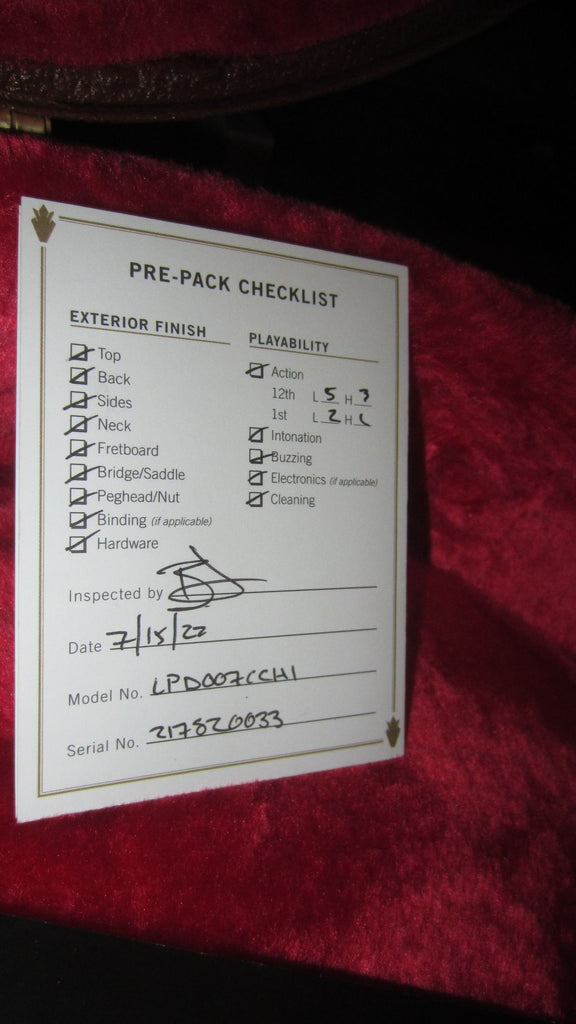 PRE-PACK CHECKLIST
EXTERIOR FINISH
Top
Back
Sides
Neck
Fretboard
Bridge/Saddle
Peghead/Nut
Binding (if applicable)
Hardware
PLAYABILITY
Action
12th L 5 H 3
1st L 2 H
Intonation
Buzzing
Electronics (if applicable)
Cleaning
Inspected by
Date 7/15/22
Model No. LPD007CCH1
Serial No. 217820033